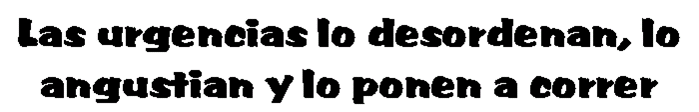 Las urgencias lo desordenan, lo
angustian y lo ponen a correr